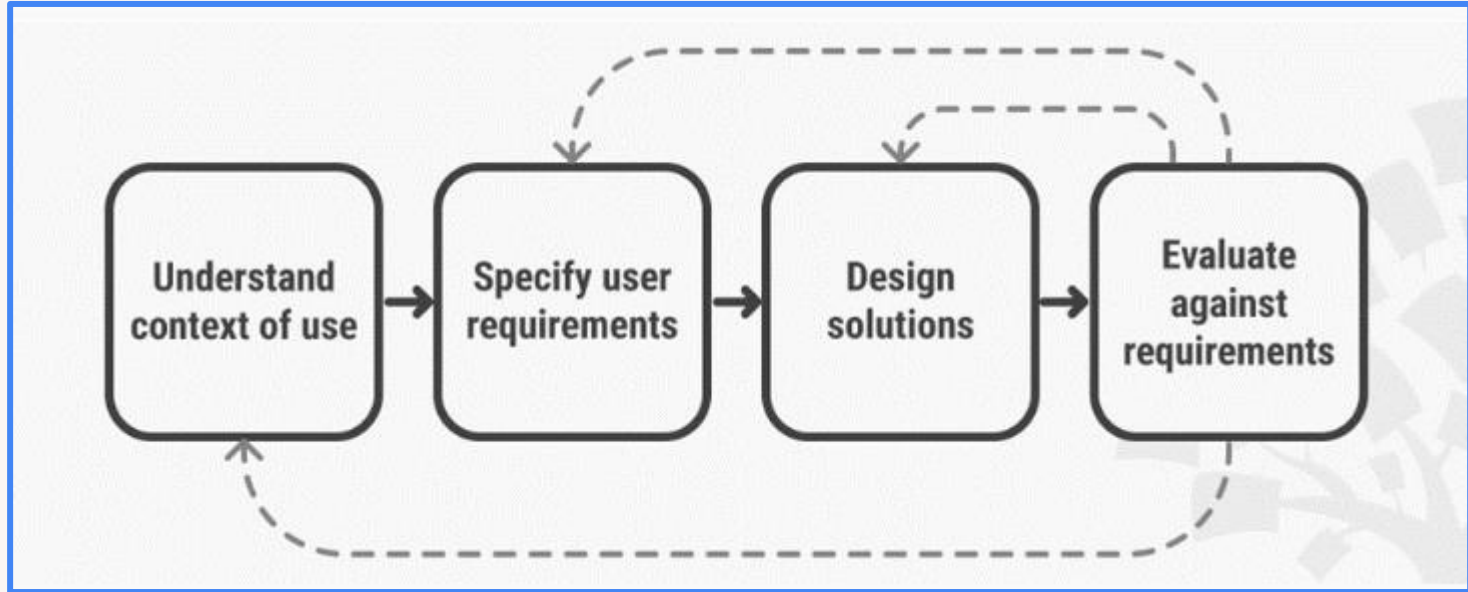 Understand
context of use
Specify user
requirements
Design
solutions
Evaluate
against
requirements